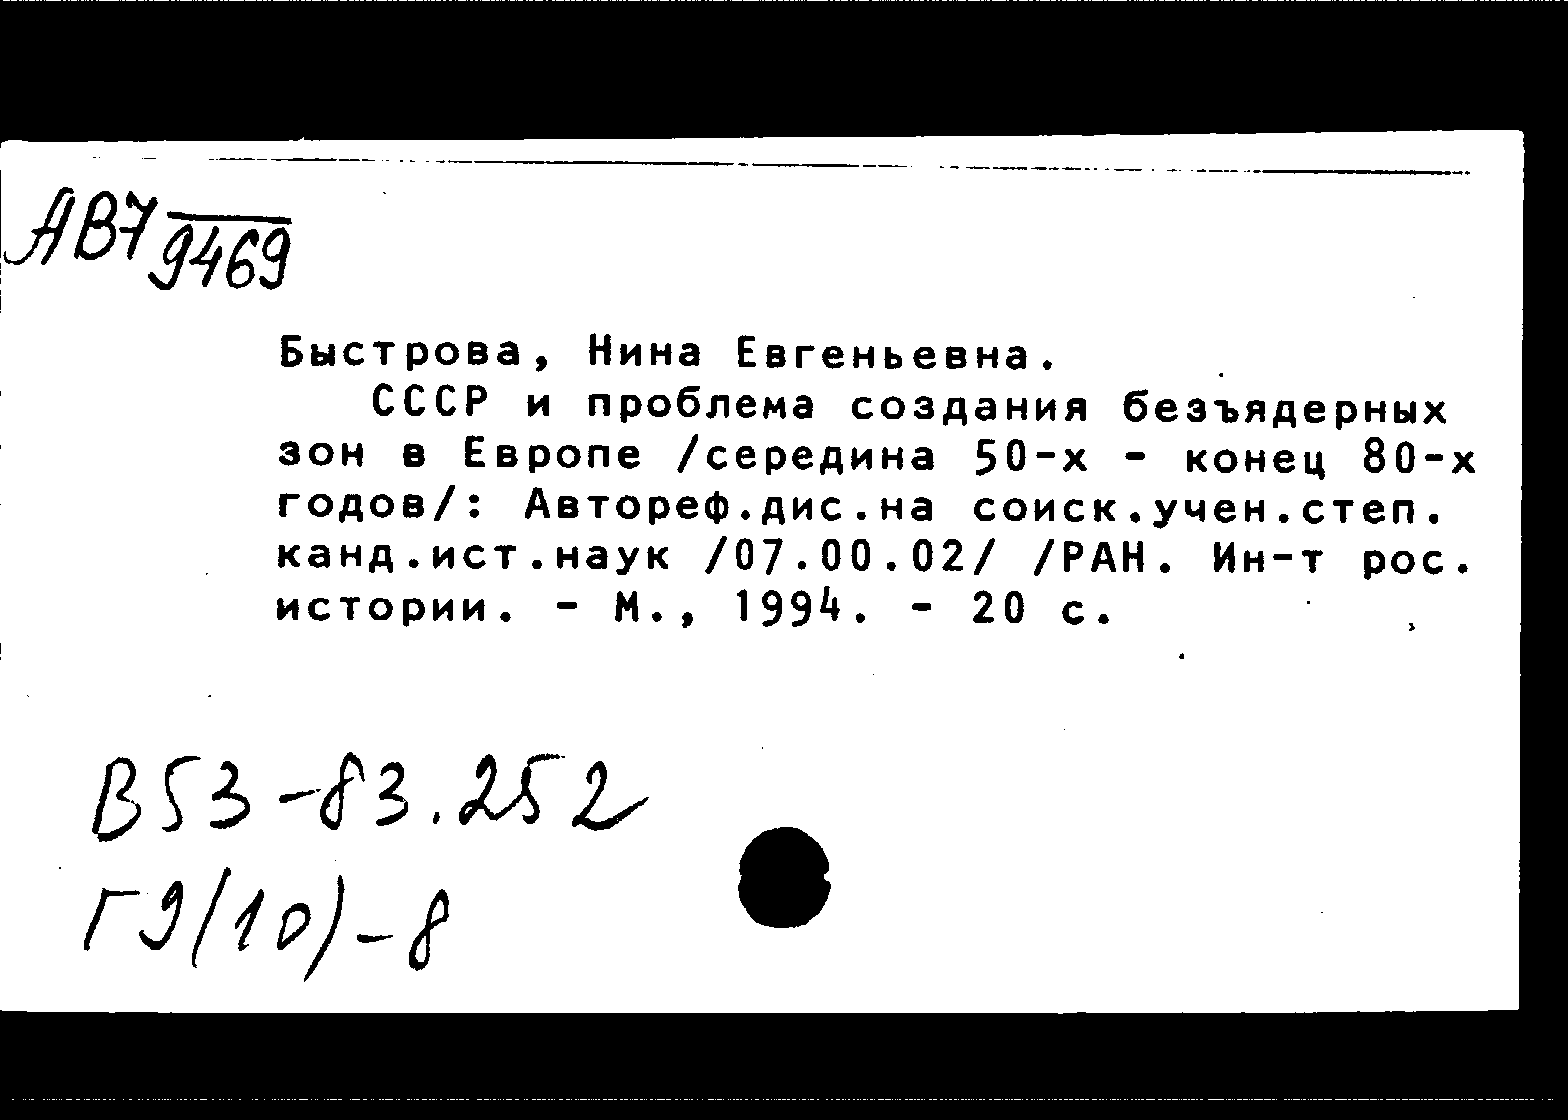 АВ7 9469
Быстрова, Нина Евгеньевна.
СССР и проблема создания безъядерных
зон в Европе /середина 50-х - конец 80-х
годов/: Автореф.дис.на соиск.учен.степ.
канд.ист.наук /07.00.02/ /РАН. Ин-т рос.
истории. - М., 1994. - 20 с.
В53-83.252
Г9(10)-8